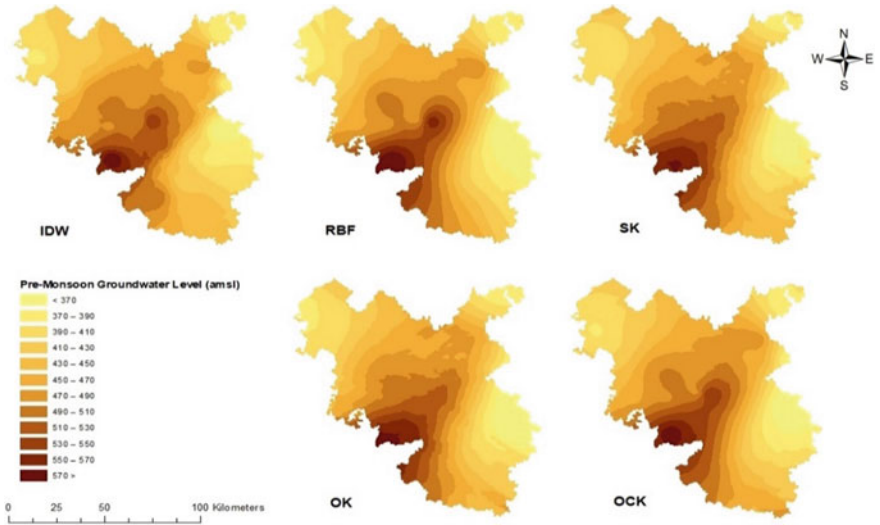 N
W E
S
IDW
RBF
SK
Pre-Monsoon Groundwater Level (amsl)
< 370
370 – 390
390 – 410
410 – 430
430 – 450
450 – 470
470 – 490
490 – 510
510 – 530
530 – 550
550 – 570
570 >
OK
OCK
0 25 50 100 Kilometers